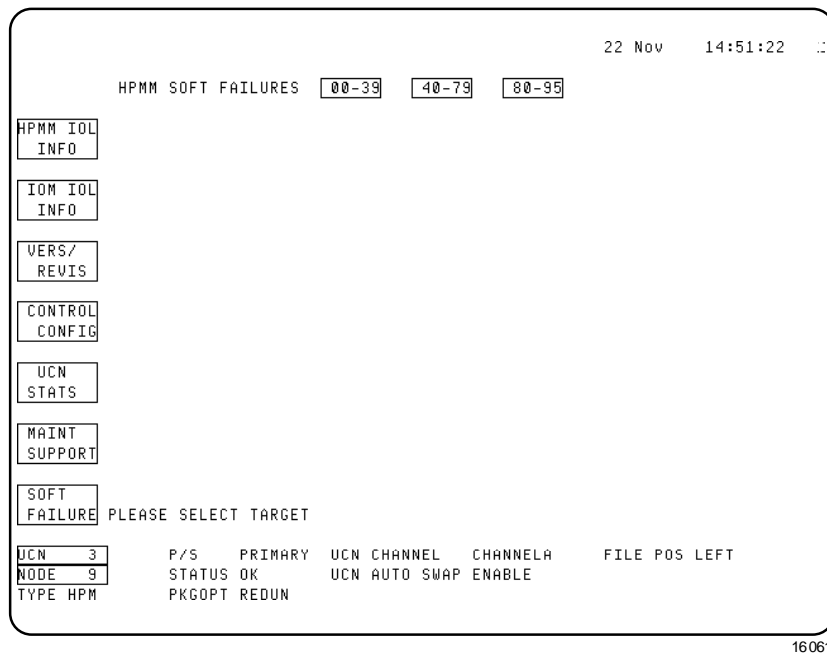 22 Nov 14:51:22
HPMM SOFT FAILURES 00-39 40-79 80-95
HPMM IOL
INFO
IOM IOL
INFO
VERS/
REVIS
CONTROL
CONFIG
UCN
STATS
MAINT
SUPPORT
SOFT
FAILURE PLEASE SELECT TARGET
UCN 3 P/S PRIMARY UCN CHANNEL CHANNELA FILE POS LEFT
NODE 9 STATUS OK UCN AUTO SWAP ENABLE
TYPE HPM PKGOPT REDUN
16061